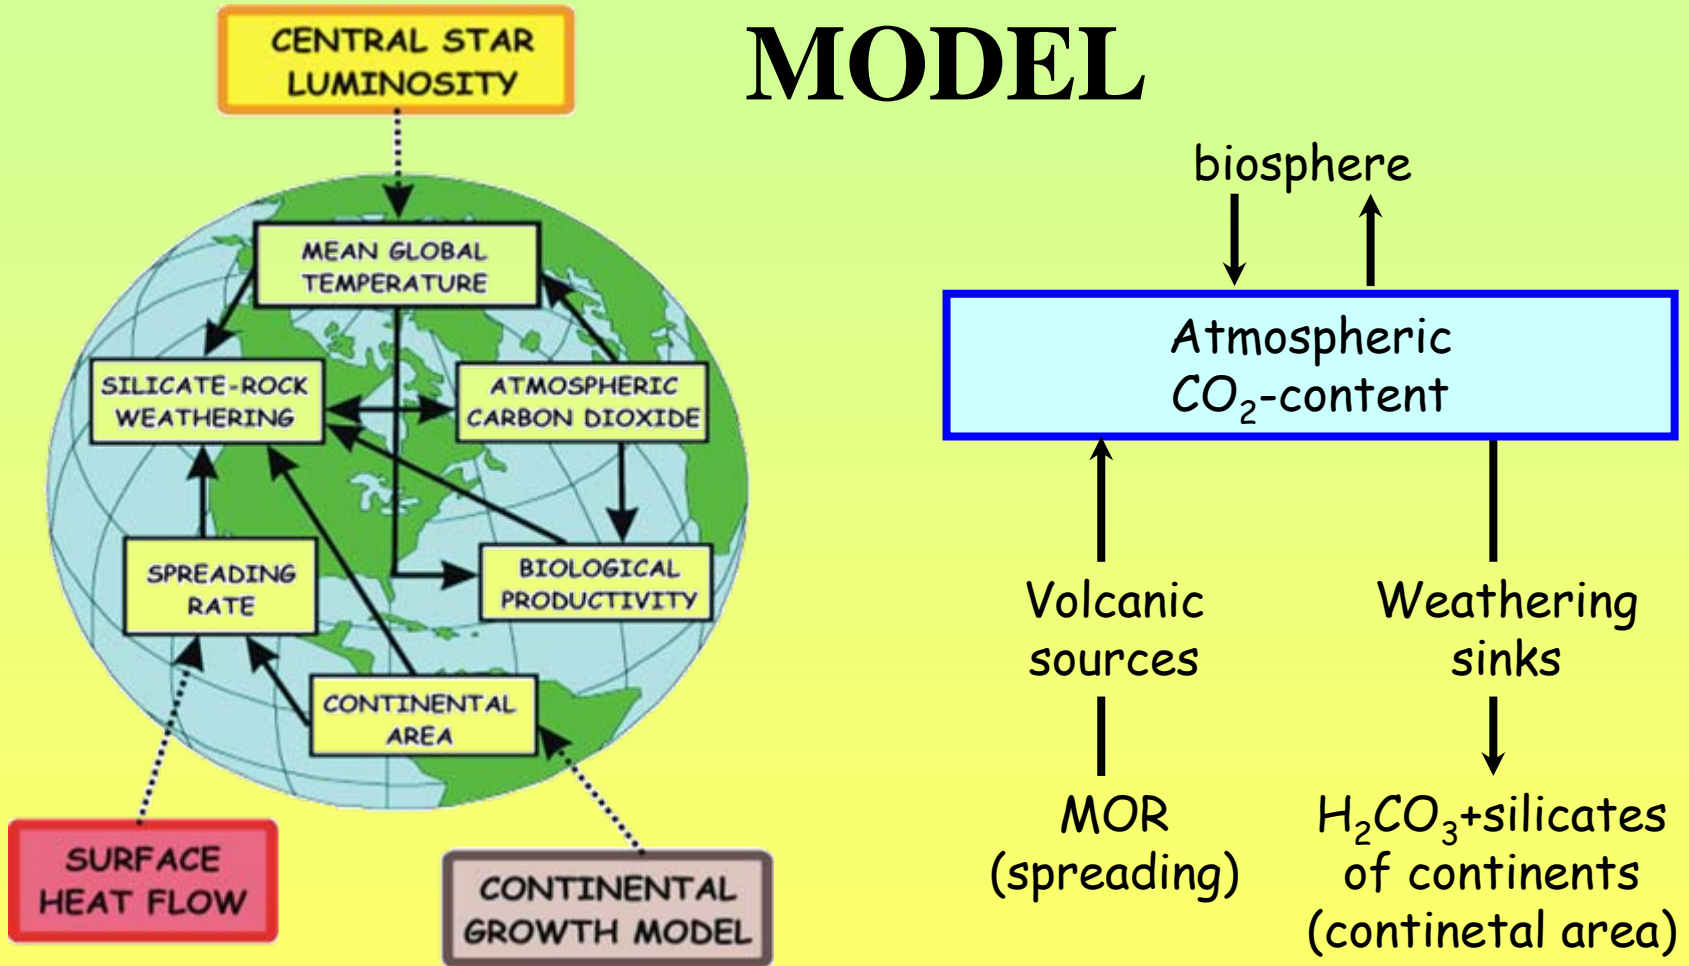 MODEL
CENTRAL STAR
LUMINOSITY
MEAN GLOBAL
TEMPERATURE
SILICATE-ROCK
WEATHERING
ATMOSPHERIC
CARBON DIOXIDE
SPREADING
RATE
BIOLOGICAL
PRODUCTIVITY
CONTINENTAL
AREA
SURFACE
HEAT FLOW
CONTINENTAL
GROWTH MODEL
biosphere
Atmospheric
CO₂-content
Volcanic
sources
Weathering
sinks
MOR
(spreading)
H₂CO₃+silicates
of continents
(continetal area)